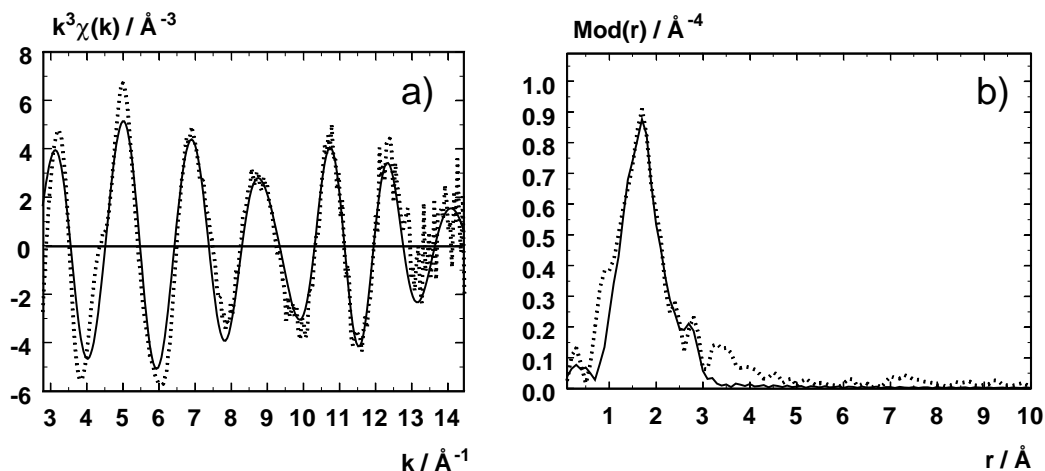 k³χ(k) / Å⁻³
a)
8
6
4
2
0
-2
-4
-6
3 4 5 6 7 8 9 10 11 12 13 14
k / Å⁻¹
Mod(r) / Å⁻⁴
b)
1.0
0.9
0.8
0.7
0.6
0.5
0.4
0.3
0.2
0.1
0.0
1 2 3 4 5 6 7 8 9 10
r / Å